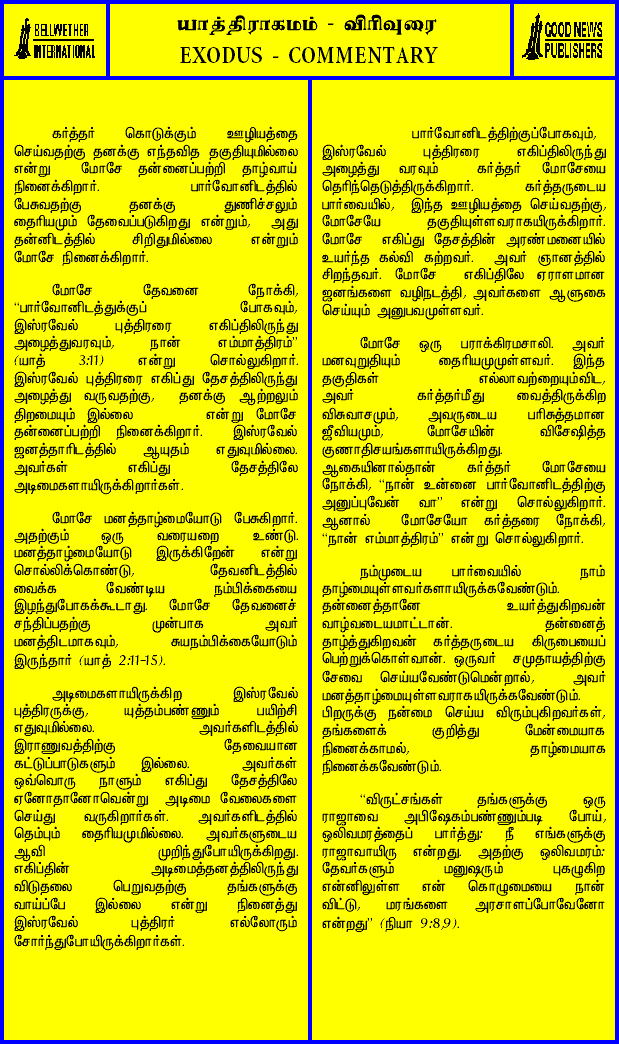 BELLWETHER
INTERNATIONAL
யாத்திராகமம் - விரிவுரை
EXODUS - COMMENTARY
GOOD NEWS
PUBLISHERS
கர்த்தர் கொடுக்கும் ஊழியத்தை
செய்வதற்கு தனக்கு எந்தவித தகுதியுமில்லை
என்று மோசே தன்னைப்பற்றி தாழ்வாய்
நினைக்கிறார். பார்வோனிடத்தில்
பேசுவதற்கு தனக்கு துணிச்சலும்
தைரியமும் தேவைப்படுகிறது என்றும், அது
தன்னிடத்தில் சிறிதுமில்லை என்றும்
மோசே நினைக்கிறார்.
மோசே தேவனை நோக்கி,
“பார்வோனிடத்துக்குப் போகவும்,
இஸ்ரவேல் புத்திரரை எகிப்திலிருந்து
அழைத்துவரவும், நான் எம்மாத்திரம்”
(யாத் 3:11) என்று சொல்லுகிறார்.
இஸ்ரவேல் புத்திரரை எகிப்து தேசத்திலிருந்து
அழைத்து வருவதற்கு, தனக்கு ஆற்றலும்
திறமையும் இல்லை என்று மோசே
தன்னைப்பற்றி நினைக்கிறார். இஸ்ரவேல்
ஜனத்தாரிடத்தில் ஆயுதம் எதுவுமில்லை.
அவர்கள் எகிப்து தேசத்திலே
அடிமைகளாயிருக்கிறார்கள்.
மோசே மனத்தாழ்மையோடு பேசுகிறார்.
அதற்கும் ஒரு வரையறை உண்டு.
மனத்தாழ்மையோடு இருக்கிறேன் என்று
சொல்லிக்கொண்டு, தேவனிடத்தில்
வைக்க வேண்டிய நம்பிக்கையை
இழந்துபோகக்கூடாது. மோசே தேவனைச்
சந்திப்பதற்கு முன்பாக அவர்
மனத்திடமாகவும், சுயநம்பிக்கையோடும்
இருந்தார் (யாத் 2:11-15).
அடிமைகளாயிருக்கிற இஸ்ரவேல்
புத்திரருக்கு, யுத்தம்பண்ணும் பயிற்சி
எதுவுமில்லை. அவர்களிடத்தில்
இராணுவத்திற்கு தேவையான
கட்டுப்பாடுகளும் இல்லை. அவர்கள்
ஒவ்வொரு நாளும் எகிப்து தேசத்திலே
ஏனோதானோவென்று அடிமை வேலைகளை
செய்து வருகிறார்கள். அவர்களிடத்தில்
தெம்பும் தைரியமுமில்லை. அவர்களுடைய
ஆவி முறிந்துபோயிருக்கிறது.
எகிப்தின் அடிமைத்தனத்திலிருந்து
விடுதலை பெறுவதற்கு தங்களுக்கு
வாய்ப்பே இல்லை என்று நினைத்து
இஸ்ரவேல் புத்திரர் எல்லோரும்
சோர்ந்துபோயிருக்கிறார்கள்.
பார்வோனிடத்திற்குப்போகவும்,
இஸ்ரவேல் புத்திரரை எகிப்திலிருந்து
அழைத்து வரவும் கர்த்தர் மோசேயை
தெரிந்தெடுத்திருக்கிறார். கர்த்தருடைய
பார்வையில், இந்த ஊழியத்தை செய்வதற்கு,
மோசேயே தகுதியுள்ளவராகயிருக்கிறார்.
மோசே எகிப்து தேசத்தின் அரண்மனையில்
உயர்ந்த கல்வி கற்றவர். அவர் ஞானத்தில்
சிறந்தவர். மோசே எகிப்திலே ஏராளமான
ஜனங்களை வழிநடத்தி, அவர்களை ஆளுகை
செய்யும் அனுபவமுள்ளவர்.
மோசே ஒரு பராக்கிரமசாலி. அவர்
மனவுறுதியும் தைரியமுமுள்ளவர். இந்த
தகுதிகள் எல்லாவற்றையும்விட,
அவர் கர்த்தர்மீது வைத்திருக்கிற
விசுவாசமும், அவருடைய பரிசுத்தமான
ஜீவியமும், மோசேயின் விசேஷித்த
குணாதிசயங்களாயிருக்கிறது.
ஆகையினால்தான் கர்த்தர் மோசேயை
நோக்கி, “நான் உன்னை பார்வோனிடத்திற்கு
அனுப்புவேன் வா” என்று சொல்லுகிறார்.
ஆனால் மோசேயோ கர்த்தரை நோக்கி,
“நான் எம்மாத்திரம்” என்று சொல்லுகிறார்.
நம்முடைய பார்வையில் நாம்
தாழ்மையுள்ளவர்களாயிருக்கவேண்டும்.
தன்னைத்தானே உயர்த்துகிறவன்
வாழ்வடையமாட்டான். தன்னைத்
தாழ்த்துகிறவன் கர்த்தருடைய கிருபையைப்
பெற்றுக்கொள்வான். ஒருவர் சமுதாயத்திற்கு
சேவை செய்யவேண்டுமென்றால், அவர்
மனத்தாழ்மையுள்ளவராகயிருக்கவேண்டும்.
பிறருக்கு நன்மை செய்ய விரும்புகிறவர்கள்,
தங்களைக் குறித்து மேன்மையாக
நினைக்காமல், தாழ்மையாக
நினைக்கவேண்டும்.
“விருட்சங்கள் தங்களுக்கு ஒரு
ராஜாவை அபிஷேகம்பண்ணும்படி போய்,
ஒலிவமரத்தைப் பார்த்து: நீ எங்களுக்கு
ராஜாவாயிரு என்றது. அதற்கு ஒலிவமரம்:
தேவர்களும் மனுஷரும் புகழுகிற
என்னிலுள்ள என் கொழுமையை நான்
விட்டு, மரங்களை அரசாளப்போவேனோ
என்றது” (நியா 9:8,9).